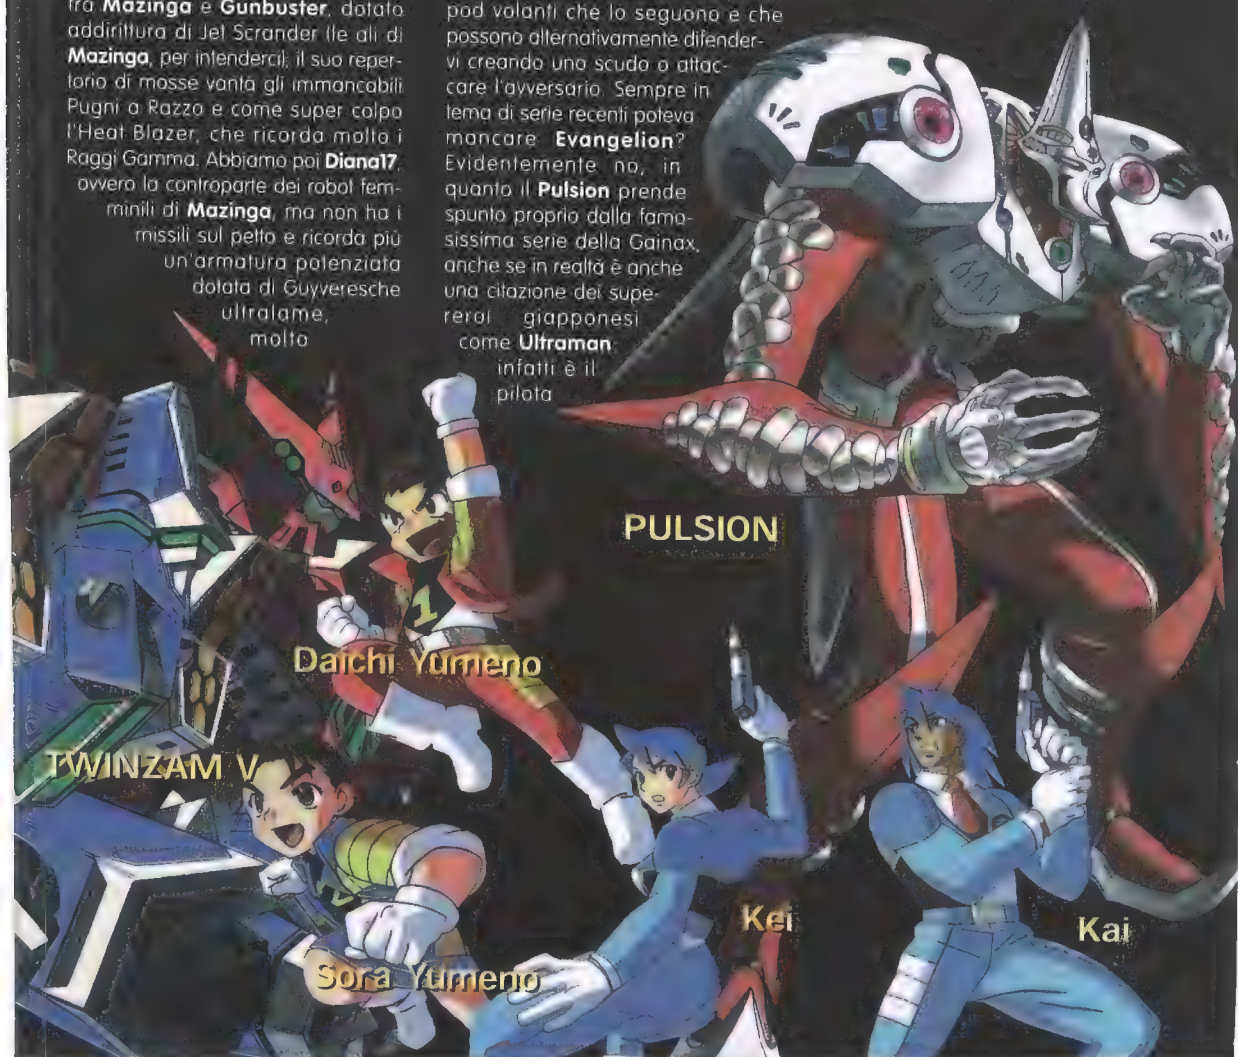 tra Mazinga e Gunbuster, dotato
addirittura di Jet Scrander (le ali di
Mazinga, per intenderci); il suo reper-
torio di mosse vanta gli immancabili
Pugni a Razzo e come super colpo
l'Heat Blazer, che ricorda molto i
Raggi Gamma. Abbiamo poi Diana17,
ovvero la controparte dei robot fem-
minili di Mazinga, ma non ha i
missili sul petto e ricorda più
un'armatura potenziata
dotata di Guyveresche
ultralame,
molto
pod volanti che lo seguono e che
possono alternativamente difender-
vi creando uno scudo o attac-
care l'avversario. Sempre in
tema di serie recenti poteva
mancare Evangelion?
Evidentemente no, in
quanto il Pulsion prende
spunto proprio dalla famo-
sissima serie della Gainax,
anche se in realtà è anche
una citazione dei supe-
reroi giapponesi
come Ultraman
infatti è il
pilota
PULSION
1
Daichi Yumeno
TWINZAM V
Sora Yumeno
Kei
Kai